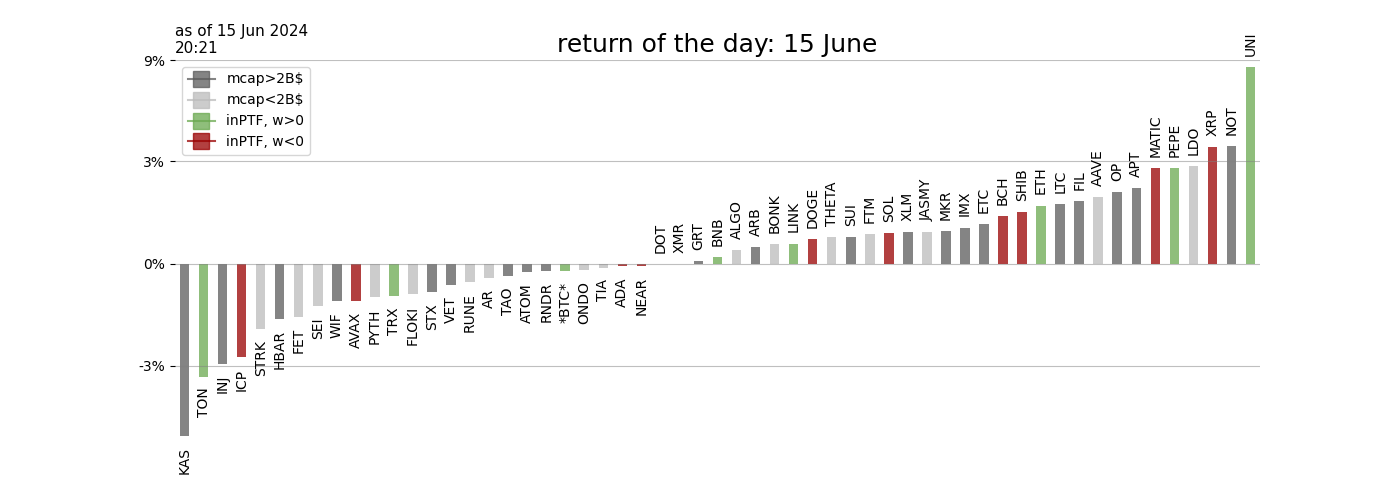 as of 15 Jun 2024
20:21
return of the day: 15 June
9%
3%
0%
-3%
mcap>2B$
mcap<2B$
inPTF, w>0
inPTF, w<0
KAS
TON
INJ
ICP
STRK
HBAR
FET
SEI
WIF
AVAX
PYTH
TRX
FLOKI
STX
VET
RUNE
AR
TAO
ATOM
RNDR
*BTC*
ONDO
TIA
ADA
NEAR
DOT
XMR
GRT
BNB
ALGO
ARB
BONK
LINK
DOGE
THETA
SUI
FTM
SOL
XLM
JASMY
MKR
IMX
ETC
BCH
SHIB
ETH
LTC
FIL
AAVE
OP
APT
MATIC
PEPE
LDO
XRP
NOT
UNI